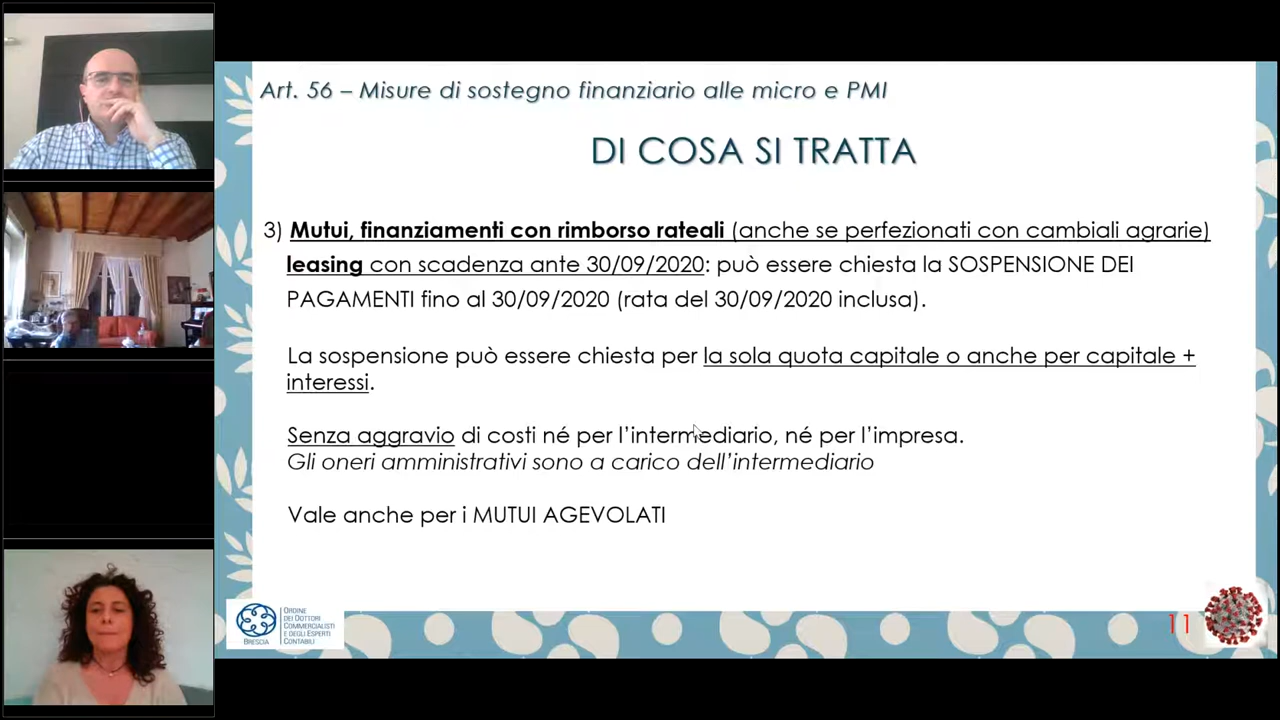 Art. 56 – Misure di sostegno finanziario alle micro e PMI
DI COSA SI TRATTA
3) Mutui, finanziamenti con rimborso rateali (anche se perfezionati con cambiali agrarie)
leasing con scadenza ante 30/09/2020: può essere chiesta la SOSPENSIONE DEI
PAGAMENTI fino al 30/09/2020 (rata del 30/09/2020 inclusa).
La sospensione può essere chiesta per la sola quota capitale o anche per capitale +
interessi.
Senza aggravio di costi né per l’intermediario, né per l’impresa.
Gli oneri amministrativi sono a carico dell’intermediario
Vale anche per i MUTUI AGEVOLATI
ORDINE
DEI DOTTORI
COMMERCIALISTI
E DEGLI ESPERTI
CONTABILI
BRESCIA
11